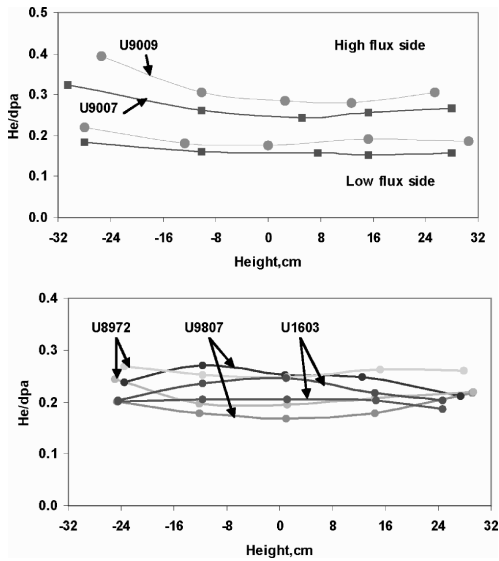 0.5
U9009
High flux side
0.4
0.3
U9007
0.2
0.1
Low flux side
0.0
He/dpa
-32 -24 -16 -8 0 8 16 24 32
Height,cm
0.4
U8972 U9807 U1603
0.3
0.2
0.1
0.0
He/dpa
-32 -24 -16 -8 0 8 16 24 32
Height,cm